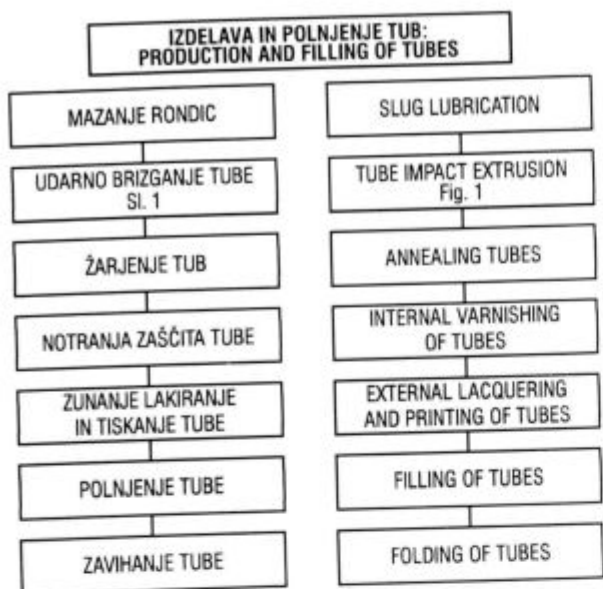 IZDELAVA IN POLNJENJE TUB:
PRODUCTION AND FILLING OF TUBES
MAZANJE RONDIC
UDARNO BRIZGANJE TUBE
Sl. 1
ŽARJENJE TUB
NOTRANJA ZAŠČITA TUBE
ZUNANJE LAKIRANJE
IN TISKANJE TUBE
POLNJENJE TUBE
ZAVIHANJE TUBE
SLUG LUBRICATION
TUBE IMPACT EXTRUSION
Fig. 1
ANNEALING TUBES
INTERNAL VARNISHING
OF TUBES
EXTERNAL LACQUERING
AND PRINTING OF TUBES
FILLING OF TUBES
FOLDING OF TUBES